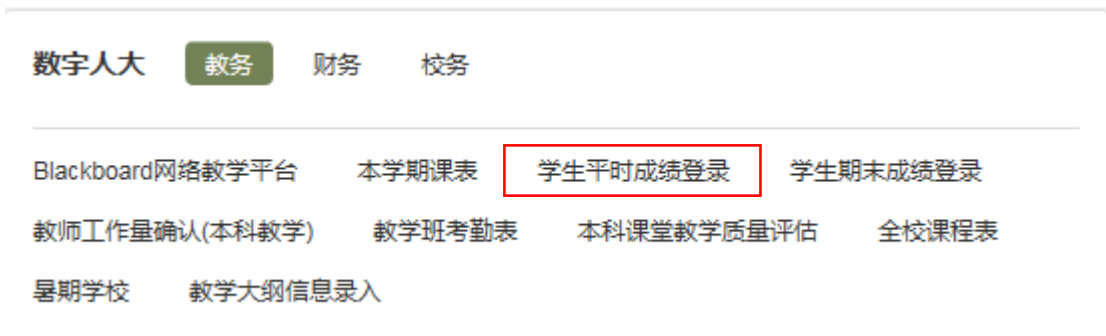 数字人大 教务 财务 校务
Blackboard网络教学平台 本学期课表 学生平时成绩登录 学生期末成绩登录
教师工作量确认(本科教学) 教学班考勤表 本科课堂教学质量评估 全校课程表
暑期学校 教学大纲信息录入